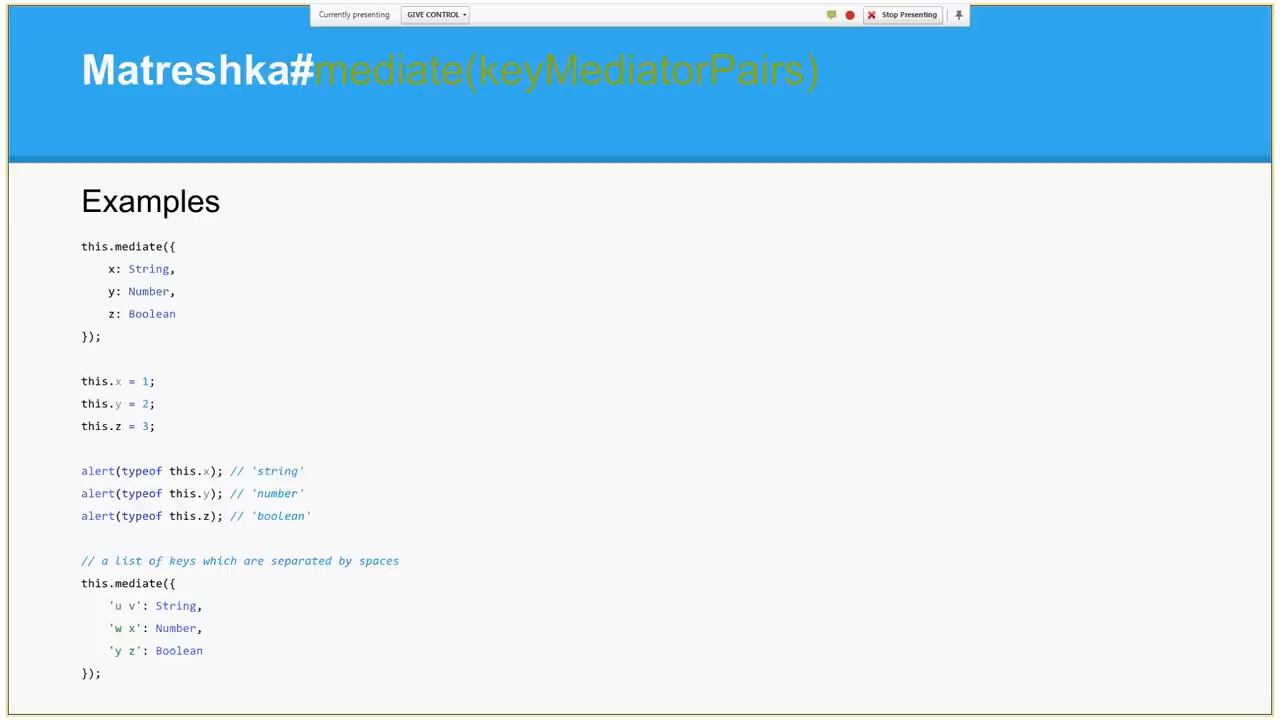 Currently presenting GIVE CONTROL Stop Presenting
Matreshka#mediate(keyMediatorPairs)
Examples
this.mediate({
    x: String,
    y: Number,
    z: Boolean
});
this.x = 1;
this.y = 2;
this.z = 3;
alert(typeof this.x); // 'string'
alert(typeof this.y); // 'number'
alert(typeof this.z); // 'boolean'
// a list of keys which are separated by spaces
this.mediate({
    'u v': String,
    'w x': Number,
    'y z': Boolean
});